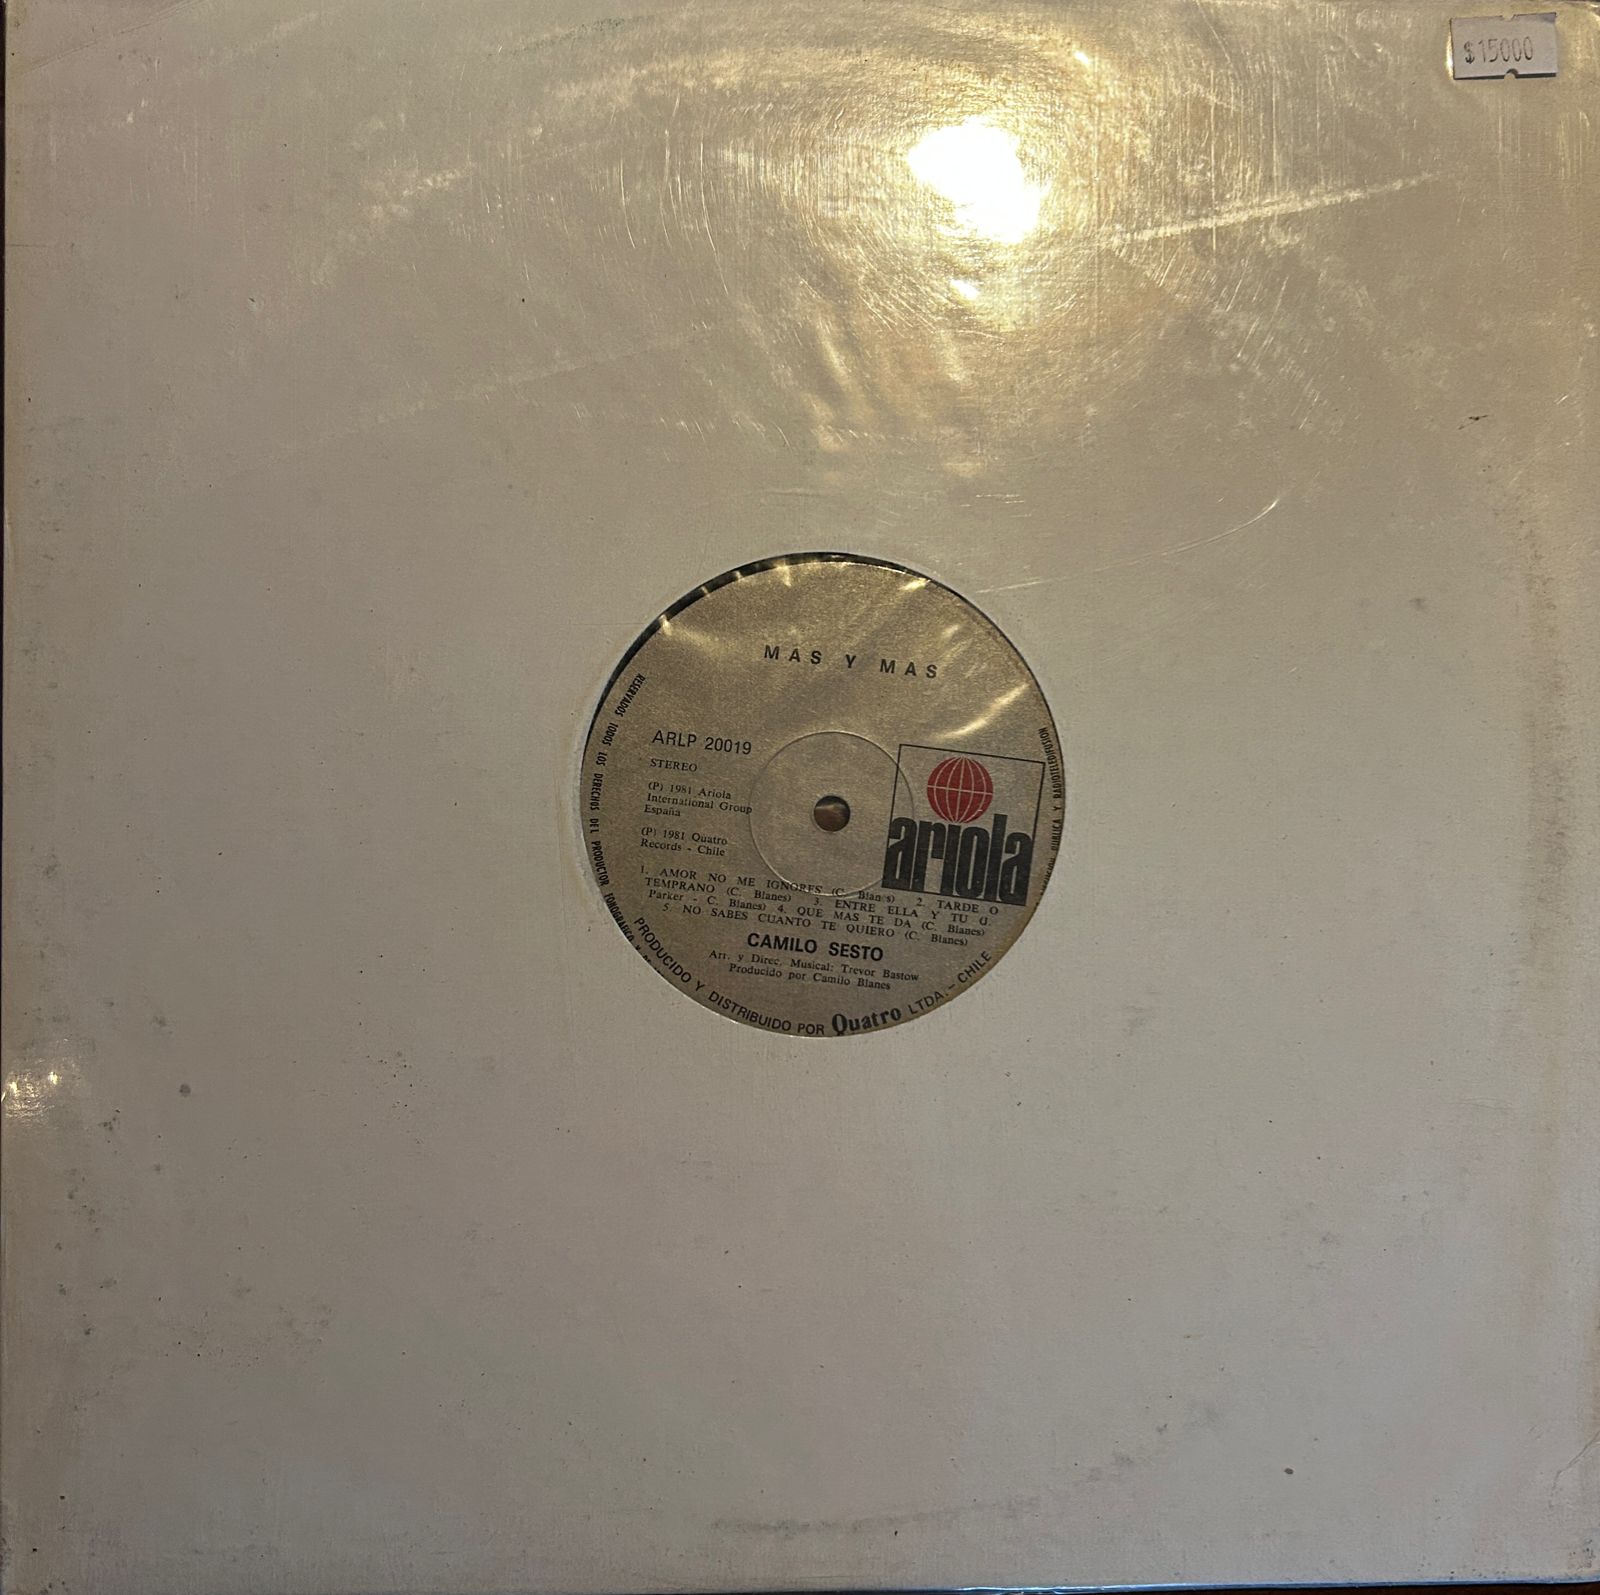 $15000
MAS Y MAS
ARLP 20019
STEREO
(P) 1981 Ariola
International Group
España
(P) 1981 Quatro
Records - Chile
ariola
1. AMOR NO ME IGNORES (C. Blanes) 2. TARDE O
TEMPRANO (C. Blanes) 3. ENTRE ELLA Y TU (J.
Parker - C. Blanes) 4. QUE MAS TE DA (C. Blanes)
5. NO SABES CUANTO TE QUIERO (C. Blanes)
CAMILO SESTO
Arr. y Direc. Musical: Trevor Bastow
Producido por Camilo Blanes
PRODUCIDO Y DISTRIBUIDO POR Quatro LTDA. - CHILE
RESERVADOS TODOS LOS DERECHOS DEL PRODUCTOR FONOGRAFICO Y
PUBLICA Y RADIOTELEDIFUSION